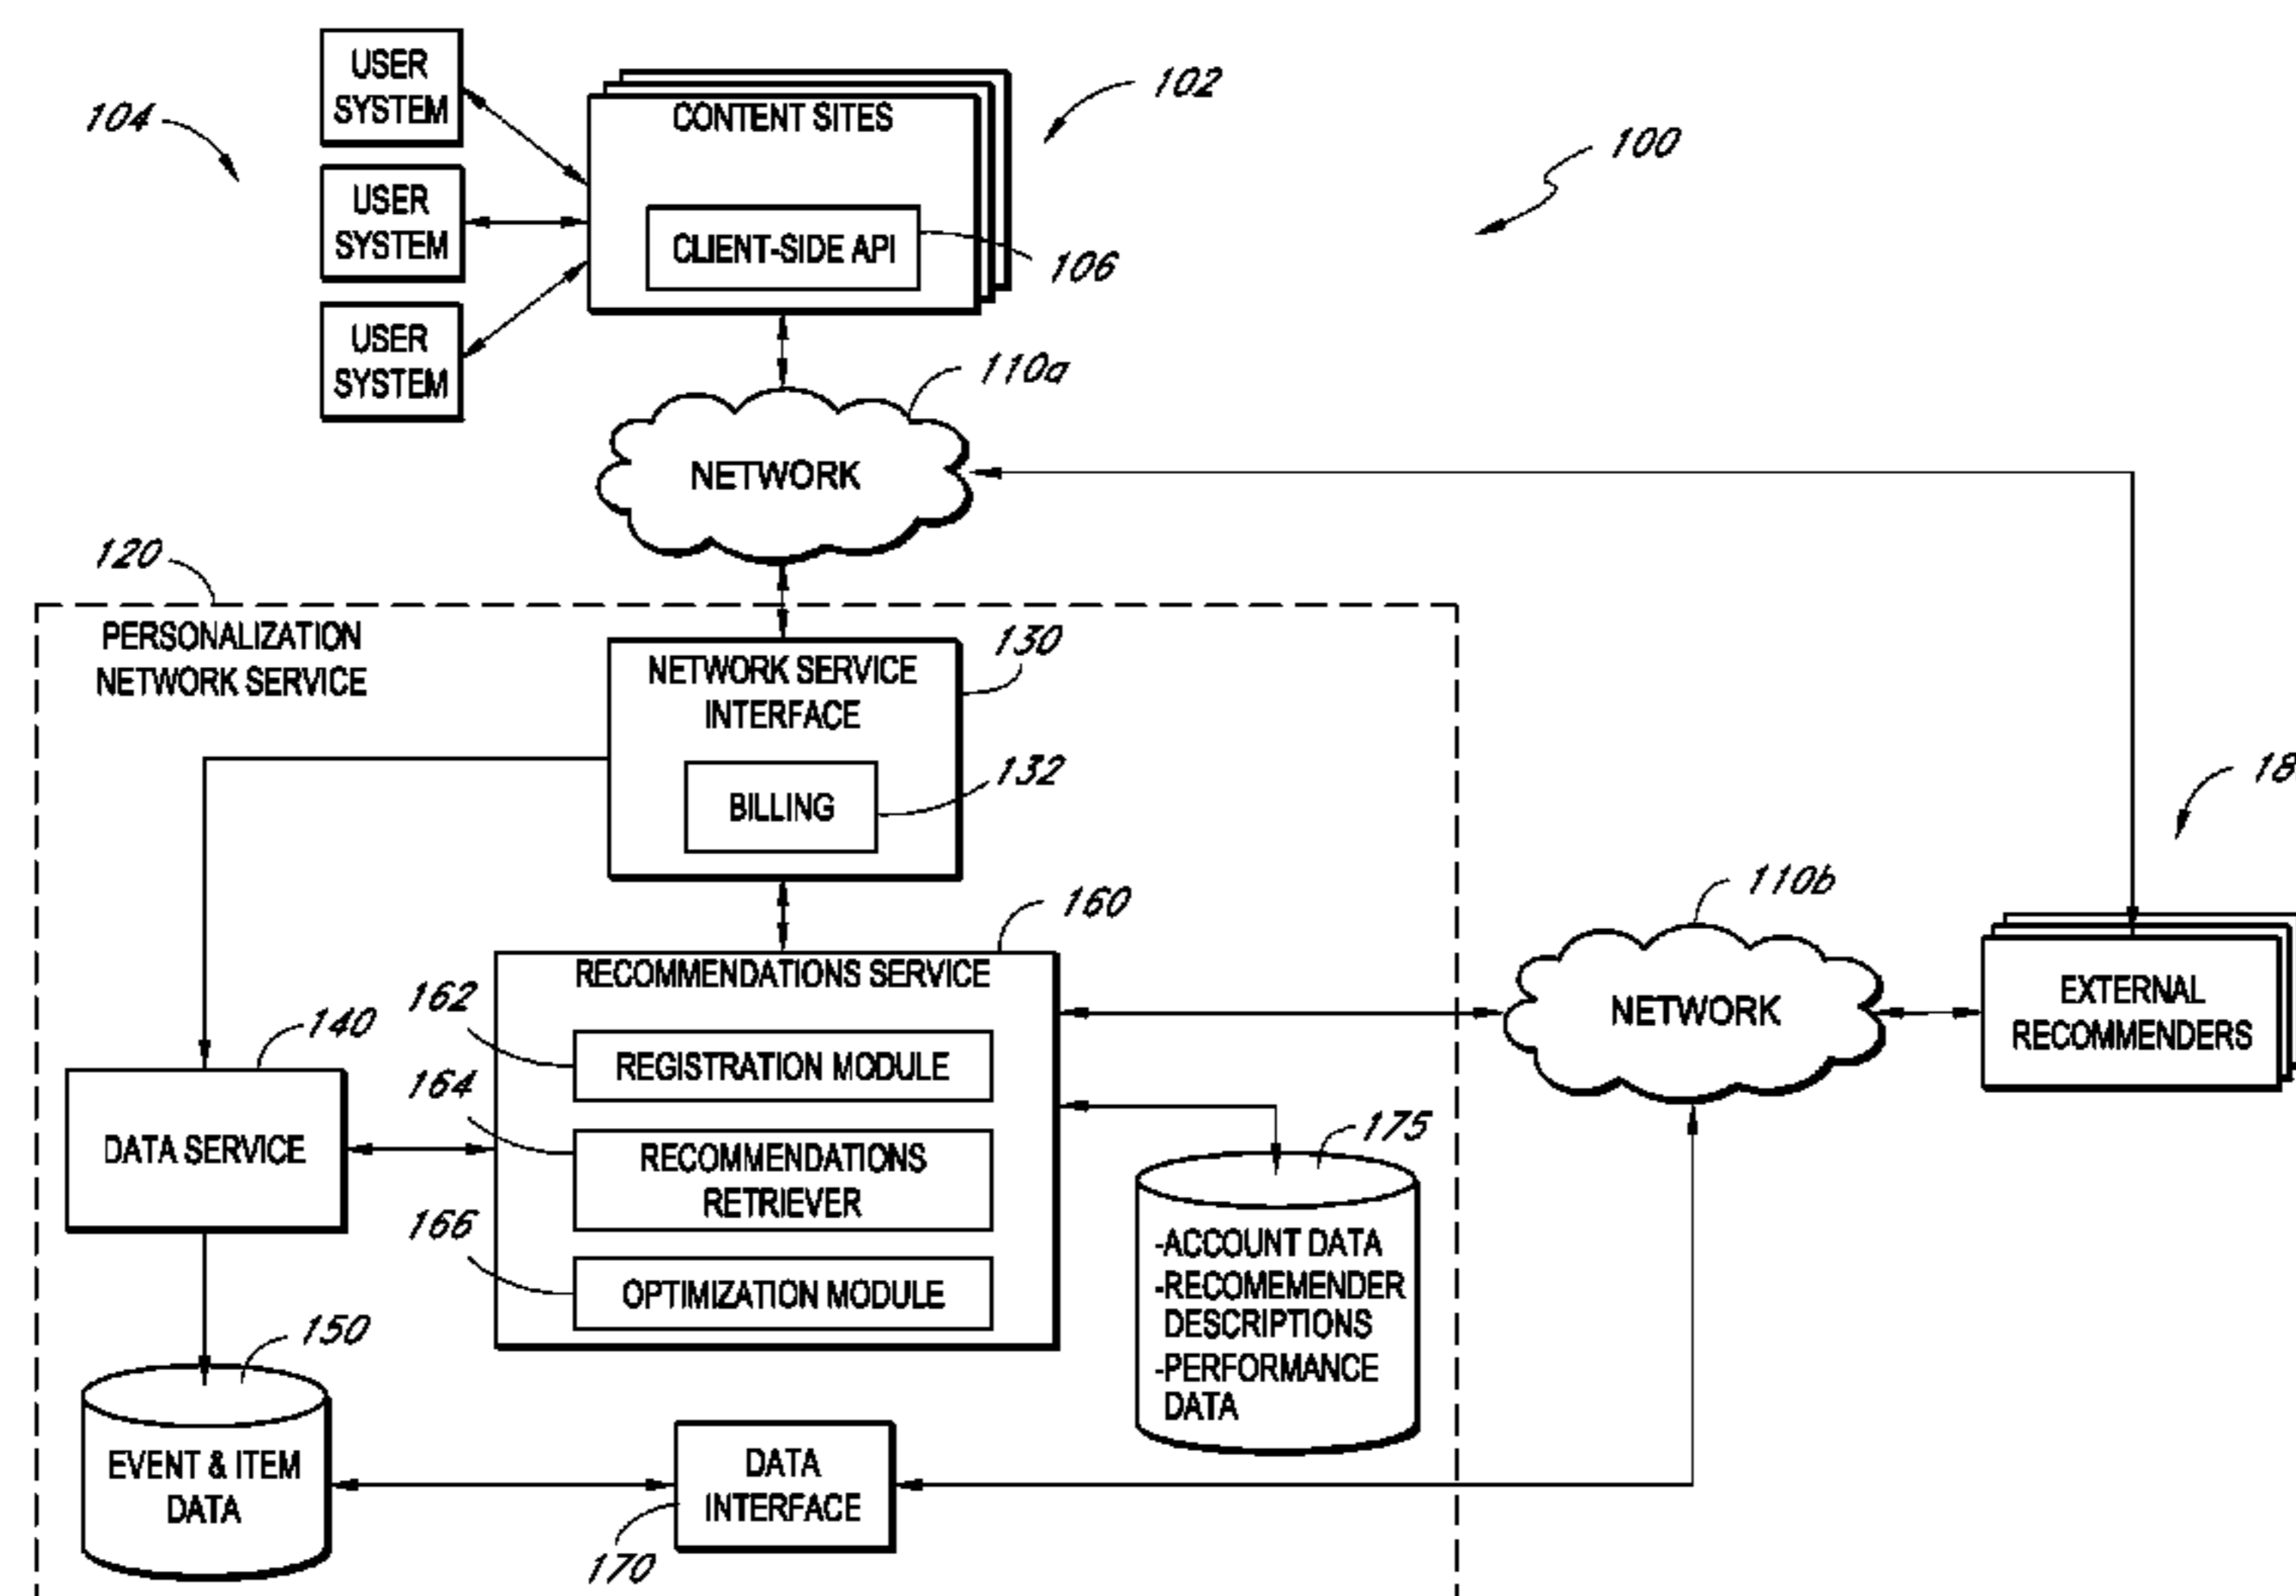 USER
SYSTEM
104
USER
SYSTEM
USER
SYSTEM
CONTENT SITES
CLIENT-SIDE API
102
106
100
110a
NETWORK
120
PERSONALIZATION
NETWORK SERVICE
NETWORK SERVICE
INTERFACE
130
BILLING
132
18
110b
NETWORK
EXTERNAL
RECOMMENDERS
160
RECOMMENDATIONS SERVICE
162
REGISTRATION MODULE
164
RECOMMENDATIONS
RETRIEVER
166
OPTIMIZATION MODULE
140
DATA SERVICE
175
-ACCOUNT DATA
-RECOMEMENDER
DESCRIPTIONS
-PERFORMANCE
DATA
150
EVENT & ITEM
DATA
DATA
INTERFACE
170